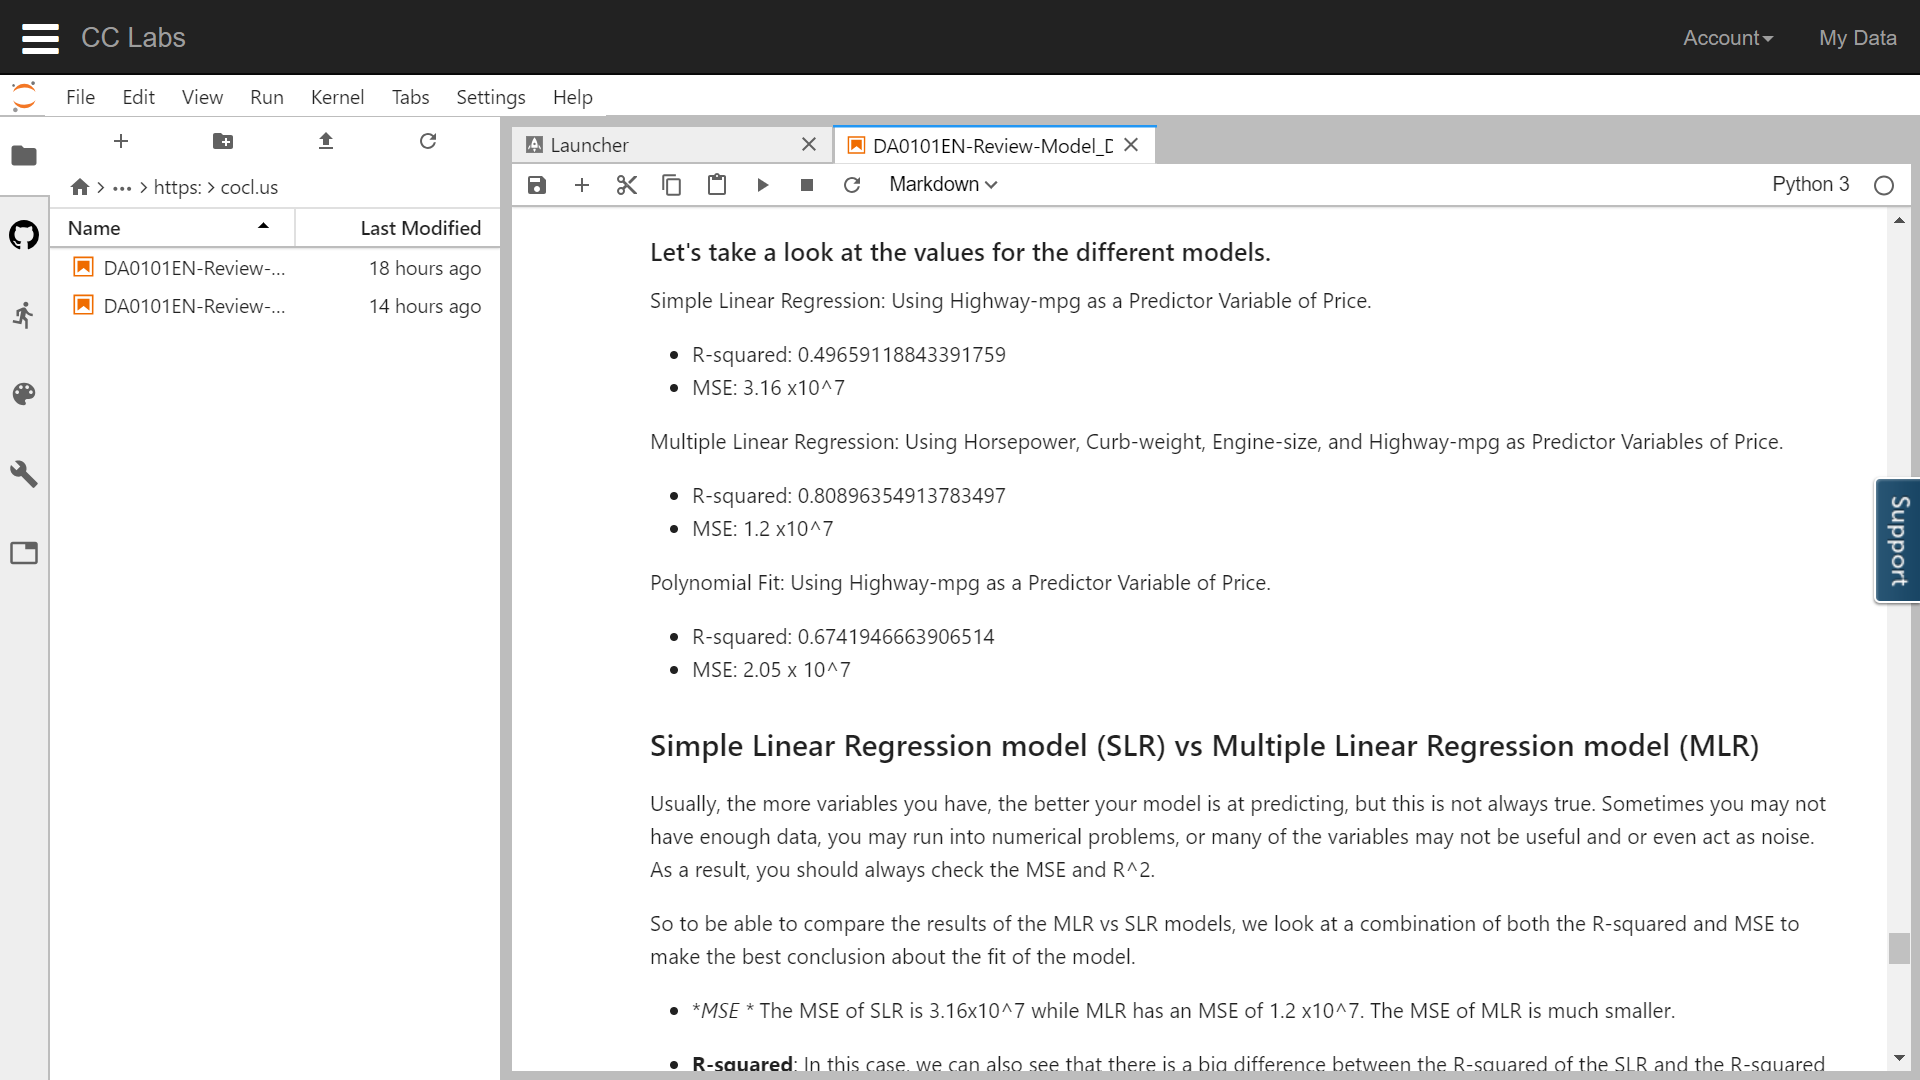 CC Labs
Account
My Data
File Edit View Run Kernel Tabs Settings Help
Launcher
DA0101EN-Review-Model_D
https: > cocl.us
Markdown
Python 3
Name
Last Modified
DA0101EN-Review-...
18 hours ago
DA0101EN-Review-...
14 hours ago
Let's take a look at the values for the different models.
Simple Linear Regression: Using Highway-mpg as a Predictor Variable of Price.
R-squared: 0.49659118843391759
MSE: 3.16 x10^7
Multiple Linear Regression: Using Horsepower, Curb-weight, Engine-size, and Highway-mpg as Predictor Variables of Price.
R-squared: 0.80896354913783497
MSE: 1.2 x10^7
Polynomial Fit: Using Highway-mpg as a Predictor Variable of Price.
R-squared: 0.6741946663906514
MSE: 2.05 x 10^7
Simple Linear Regression model (SLR) vs Multiple Linear Regression model (MLR)
Usually, the more variables you have, the better your model is at predicting, but this is not always true. Sometimes you may not
have enough data, you may run into numerical problems, or many of the variables may not be useful and or even act as noise.
As a result, you should always check the MSE and R^2.
So to be able to compare the results of the MLR vs SLR models, we look at a combination of both the R-squared and MSE to
make the best conclusion about the fit of the model.
*MSE * The MSE of SLR is 3.16x10^7 while MLR has an MSE of 1.2 x10^7. The MSE of MLR is much smaller.
R-squared: In this case, we can also see that there is a big difference between the R-squared of the SLR and the R-squared
Support